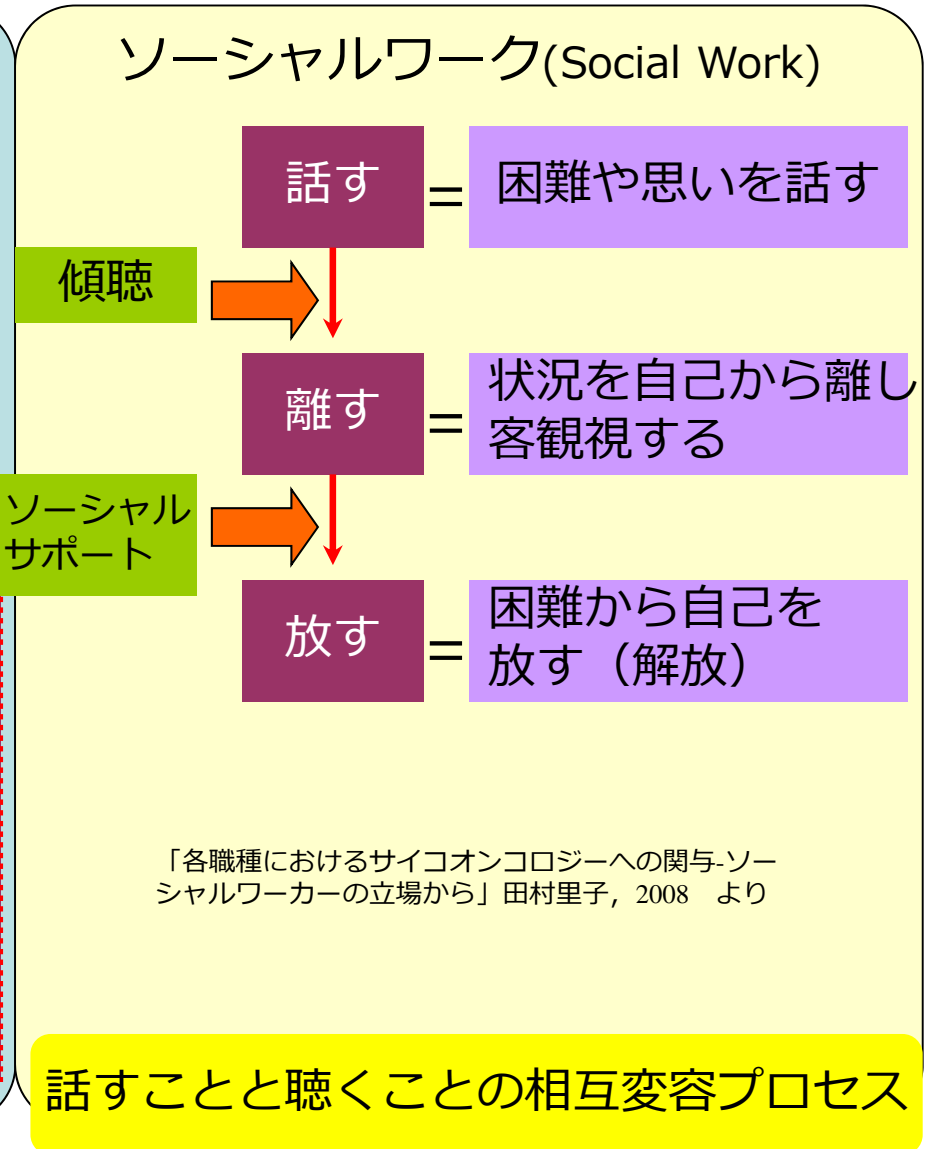 ソーシャルワーク(Social Work)
話す
=
困難や思いを話す
傾聴
離す
=
状況を自己から離し
客観視する
ソーシャル
サポート
放す
=
困難から自己を
放す（解放）
「各職種におけるサイコオンコロジーへの関与-ソー
シャルワーカーの立場から」田村里子，2008　より
話すことと聴くことの相互変容プロセス